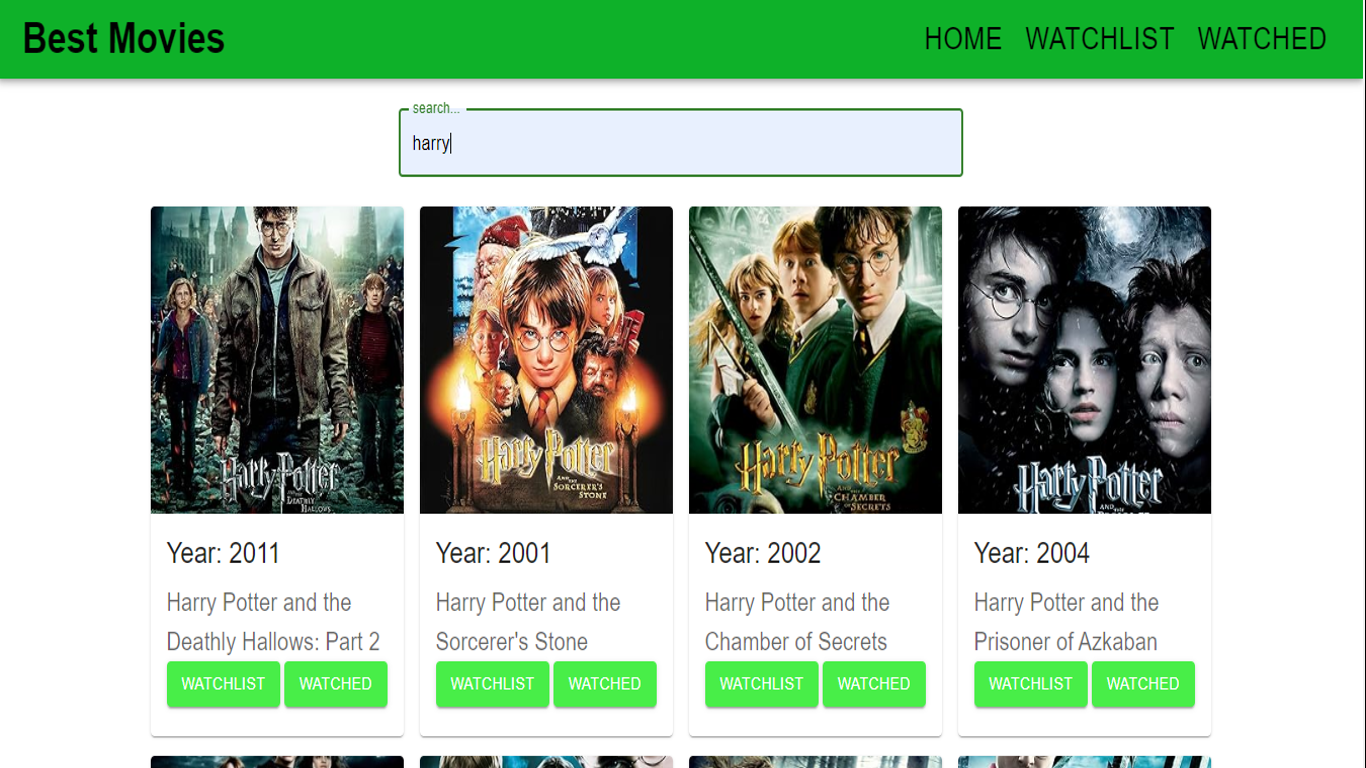 Best Movies
HOME WATCHLIST WATCHED
search...
harry
Harry Potter
AND THE
DEATHLY
HALLOWS
Harry Potter
AND THE
SORCERER'S
STONE
Harry Potter
AND THE
CHAMBER
OF SECRETS
Harry Potter
AND THE
Year: 2011
Harry Potter and the
Deathly Hallows: Part 2
WATCHLIST WATCHED
Year: 2001
Harry Potter and the
Sorcerer's Stone
WATCHLIST WATCHED
Year: 2002
Harry Potter and the
Chamber of Secrets
WATCHLIST WATCHED
Year: 2004
Harry Potter and the
Prisoner of Azkaban
WATCHLIST WATCHED